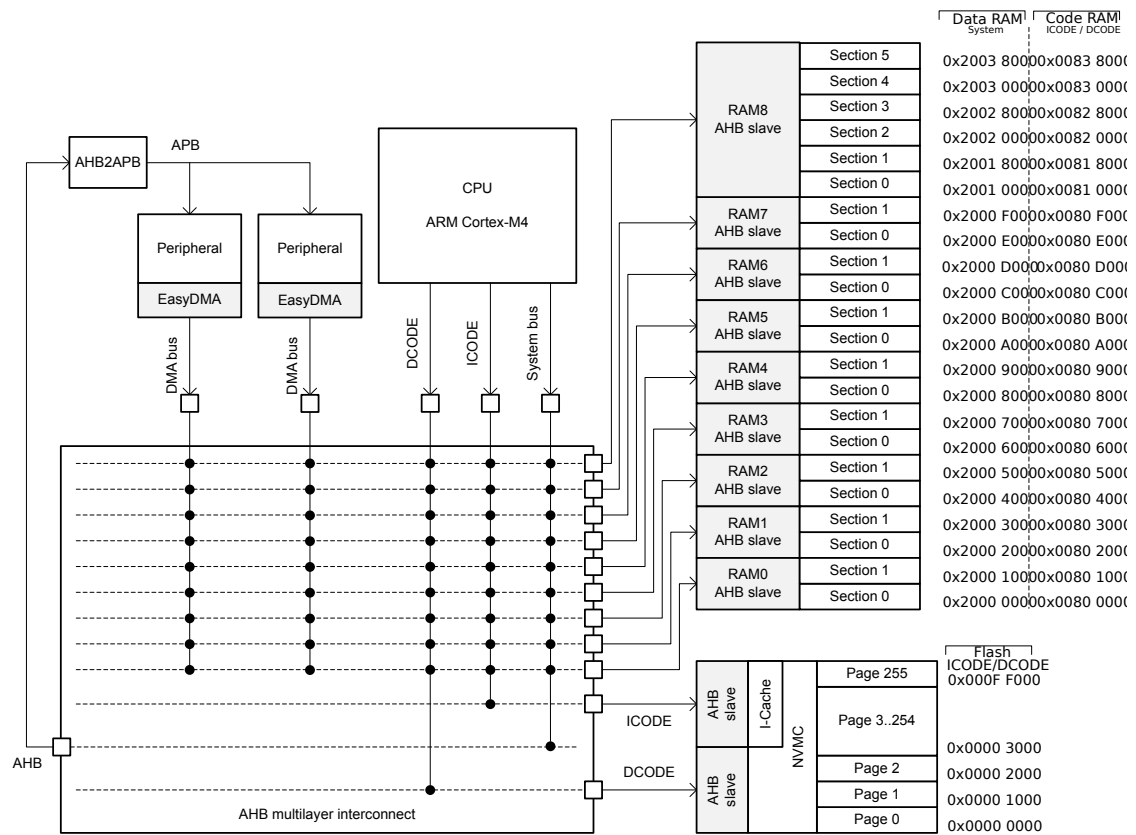 Data RAM Code RAM
System ICODE / DCODE
RAM8
AHB slave
Section 5 0x2003 8000 0x0083 8000
Section 4 0x2003 0000 0x0083 0000
Section 3 0x2002 8000 0x0082 8000
Section 2 0x2002 0000 0x0082 0000
Section 1 0x2001 8000 0x0081 8000
Section 0 0x2001 0000 0x0081 0000
RAM7
AHB slave
Section 1 0x2000 F000 0x0080 F000
Section 0 0x2000 E000 0x0080 E000
RAM6
AHB slave
Section 1 0x2000 D000 0x0080 D000
Section 0 0x2000 C000 0x0080 C000
RAM5
AHB slave
Section 1 0x2000 B000 0x0080 B000
Section 0 0x2000 A000 0x0080 A000
RAM4
AHB slave
Section 1 0x2000 9000 0x0080 9000
Section 0 0x2000 8000 0x0080 8000
RAM3
AHB slave
Section 1 0x2000 7000 0x0080 7000
Section 0 0x2000 6000 0x0080 6000
RAM2
AHB slave
Section 1 0x2000 5000 0x0080 5000
Section 0 0x2000 4000 0x0080 4000
RAM1
AHB slave
Section 1 0x2000 3000 0x0080 3000
Section 0 0x2000 2000 0x0080 2000
RAM0
AHB slave
Section 1 0x2000 1000 0x0080 1000
Section 0 0x2000 0000 0x0080 0000
AHB2APB
APB
CPU
ARM Cortex-M4
Peripheral
EasyDMA
Peripheral
EasyDMA
DMA bus
DMA bus
DCODE
ICODE
System bus
AHB
AHB multilayer interconnect
ICODE
DCODE
AHB
slave
AHB
slave
I-Cache
NVMC
Flash
ICODE/DCODE
Page 255 0x000F F000
Page 3..254 0x0000 3000
Page 2 0x0000 2000
Page 1 0x0000 1000
Page 0 0x0000 0000